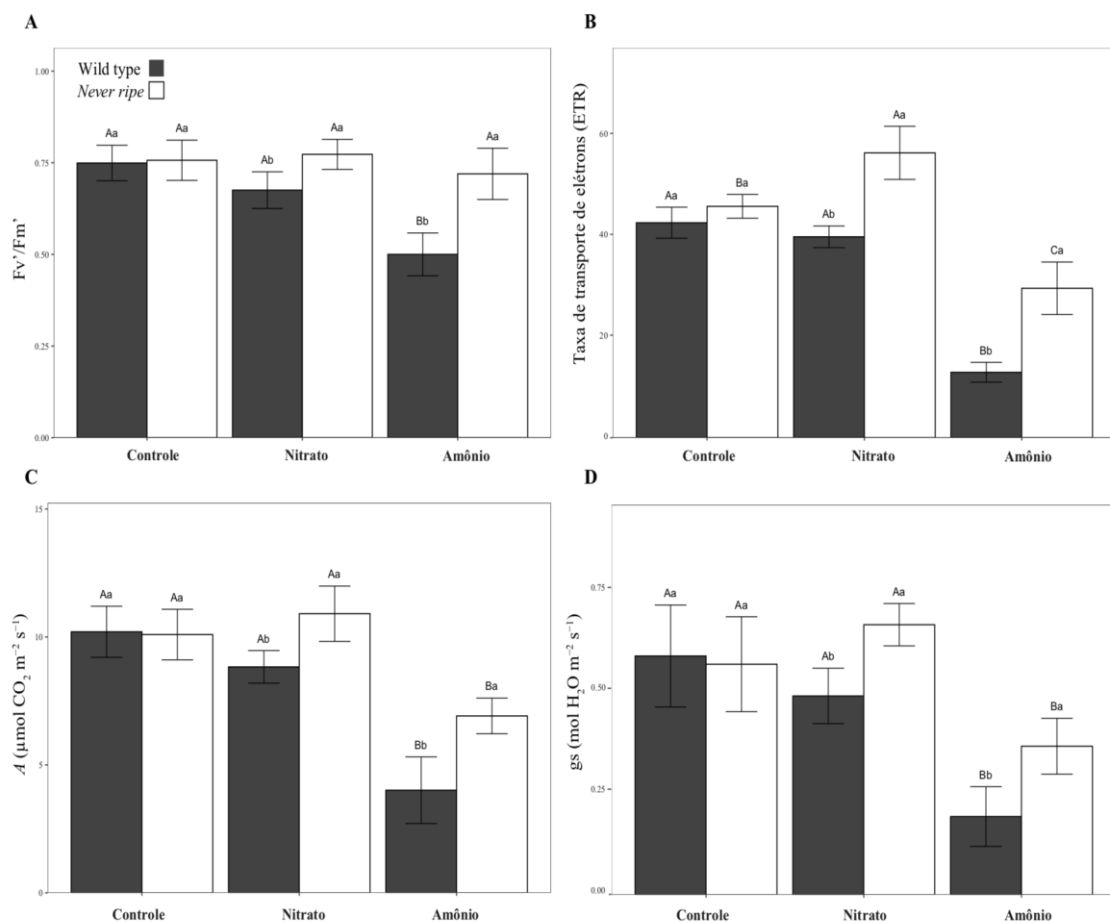 A
Fv'/Fm'
1.00
0.75
0.50
0.25
0.00
Wild type
Never ripe
Aa
Aa
Ab
Aa
Bb
Aa
Controle
Nitrato
Amônio
B
Taxa de transporte de elétrons (ETR)
60
40
20
0
Aa
Ba
Ab
Aa
Bb
Ca
Controle
Nitrato
Amônio
C
A (μmol CO₂ m⁻² s⁻¹)
15
10
5
0
Aa
Aa
Ab
Aa
Bb
Ba
Controle
Nitrato
Amônio
D
gs (mol H₂O m⁻² s⁻¹)
0.75
0.50
0.25
0.00
Aa
Aa
Ab
Aa
Bb
Ba
Controle
Nitrato
Amônio